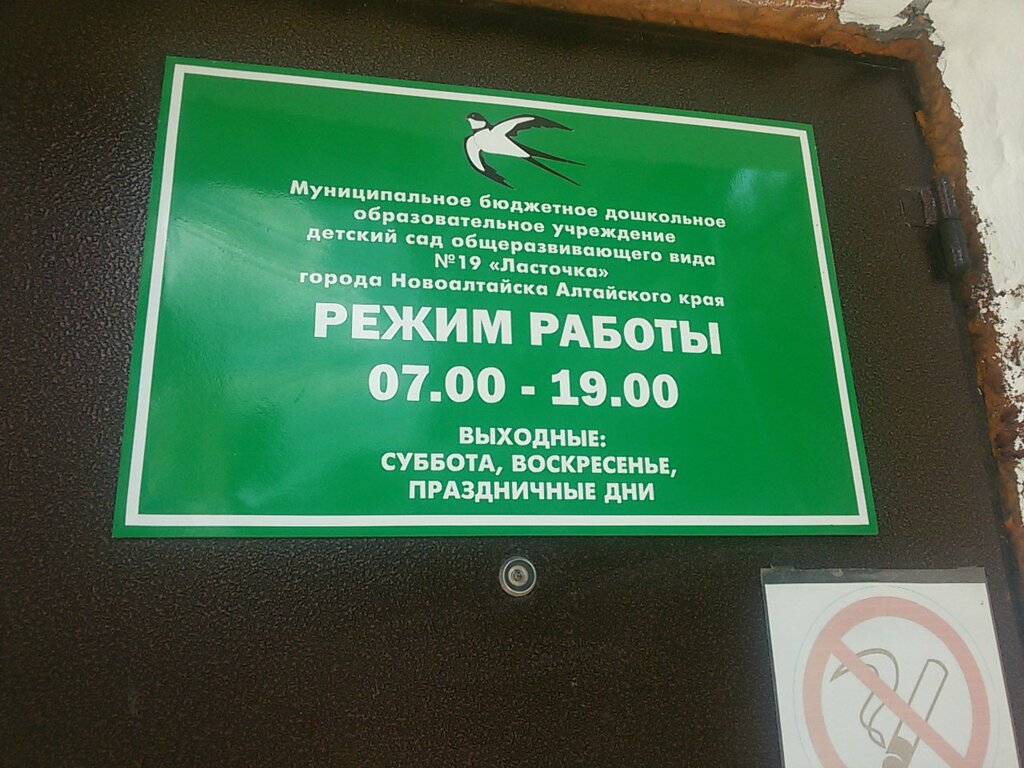 Муниципальное бюджетное дошкольное
образовательное учреждение
детский сад общеразвивающего вида
№19 «Ласточка»
города Новоалтайска Алтайского края
РЕЖИМ РАБОТЫ
07.00 - 19.00
ВЫХОДНЫЕ:
СУББОТА, ВОСКРЕСЕНЬЕ,
ПРАЗДНИЧНЫЕ ДНИ